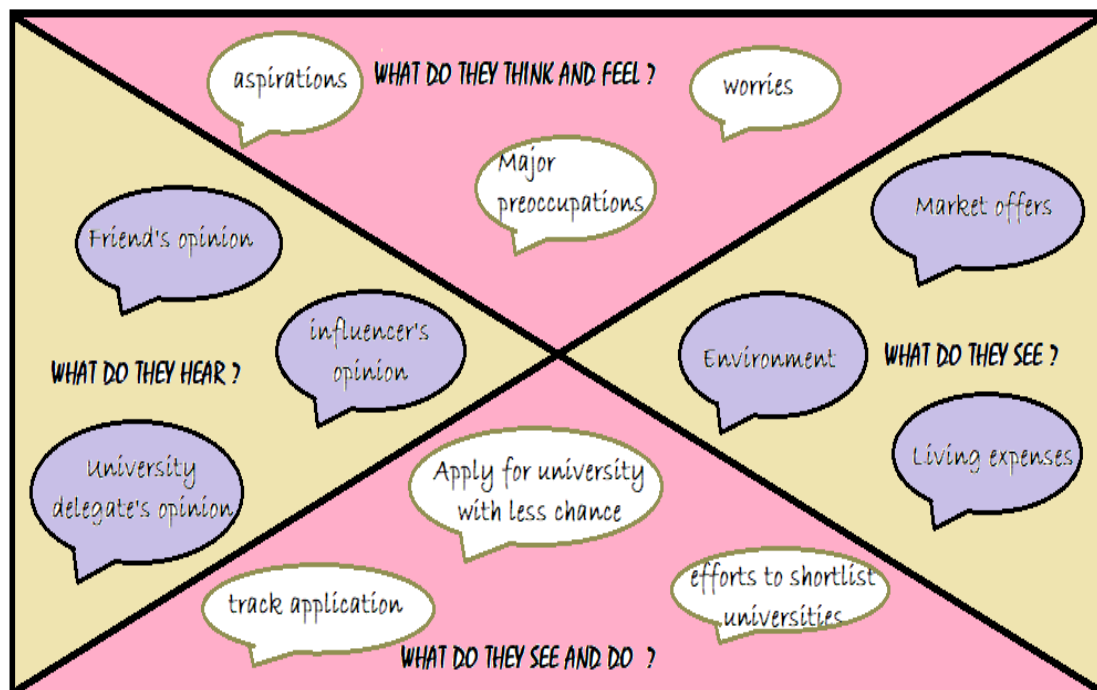 aspirations
WHAT DO THEY THINK AND FEEL ?
worries
Major
preoccupations
Friend's opinion
influencer's
opinion
WHAT DO THEY HEAR ?
University
delegate's opinion
Market offers
Environment
WHAT DO THEY SEE ?
Living expenses
Apply for university
with less chance
track application
efforts to shortlist
universities
WHAT DO THEY SEE AND DO ?